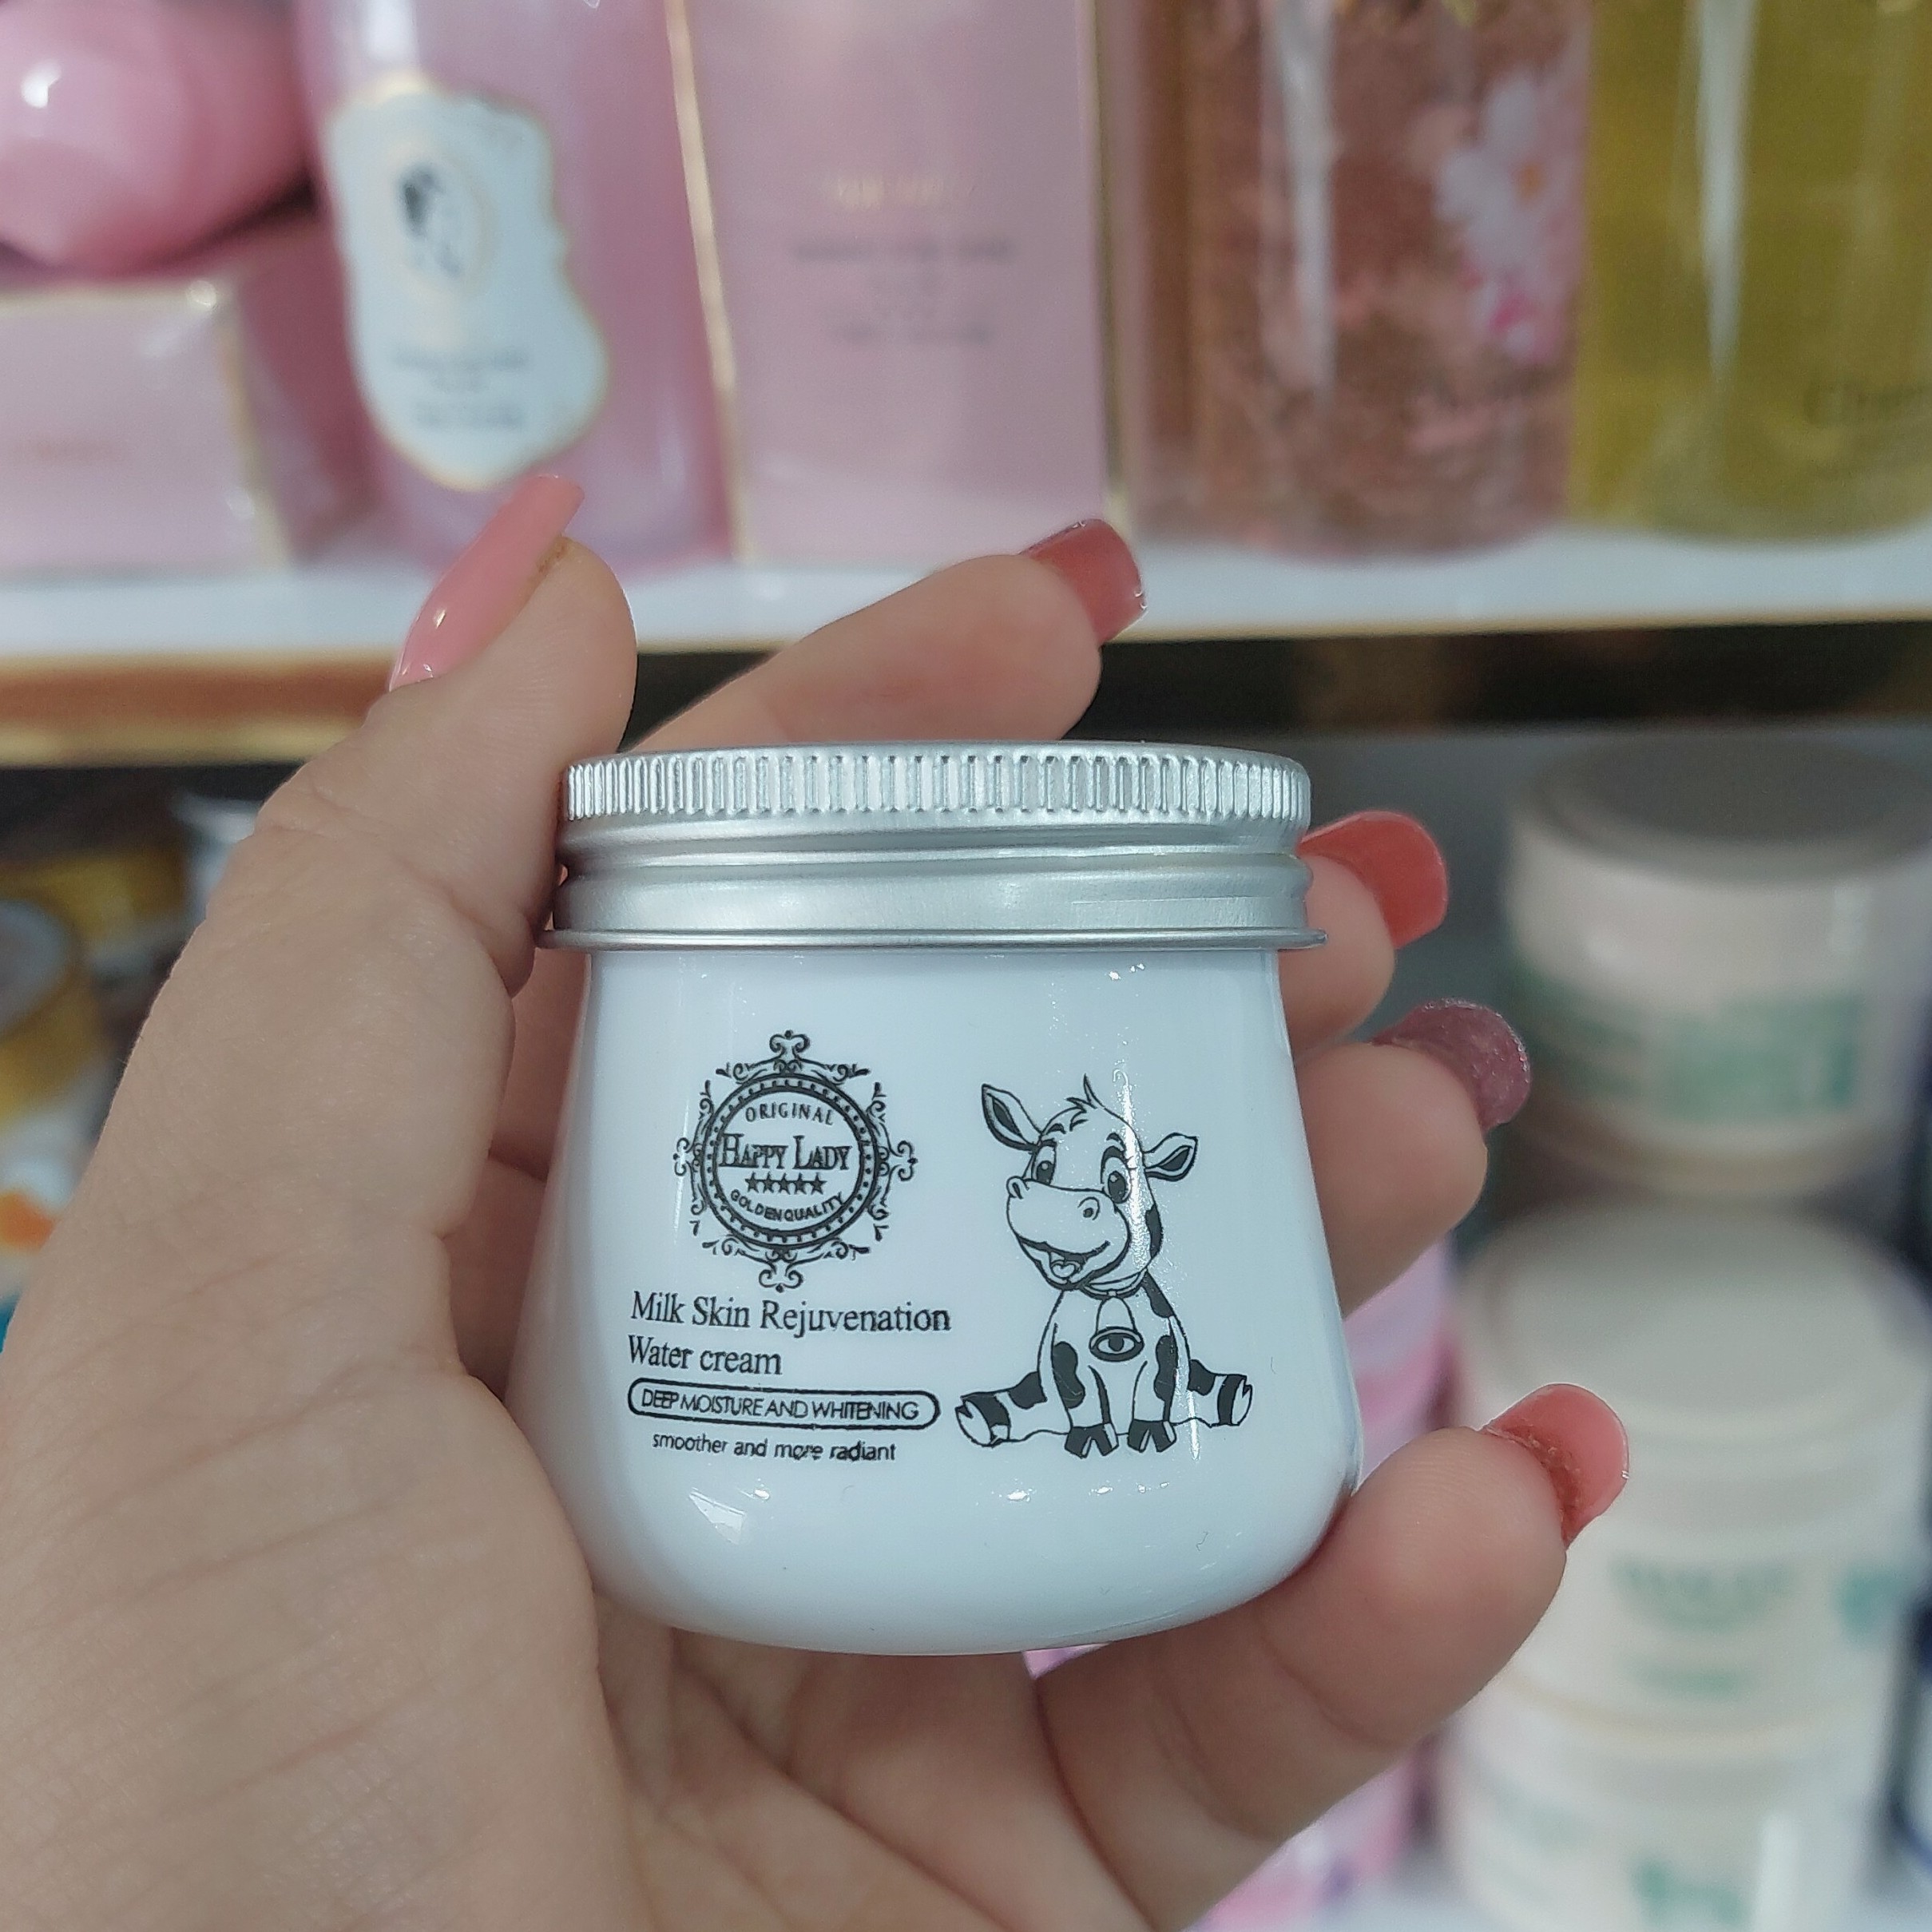 ORIGINAL
HAPPY LADY
★★★★★
GOLDEN QUALITY
Milk Skin Rejuvenation
Water cream
DEEP MOISTURE AND WHITENING
smoother and more radiant